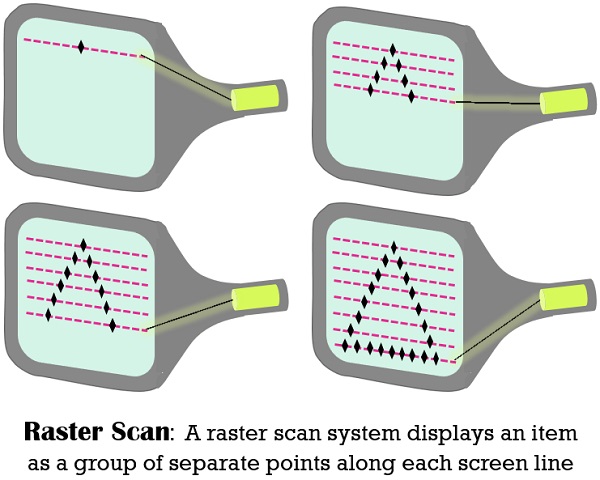 Raster Scan: A raster scan system displays an item
as a group of separate points along each screen line